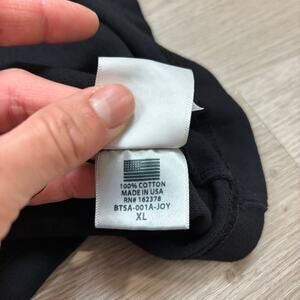 100% COTTON
MADE IN USA
RN# 162378
BTSA-001A-JOY
XL